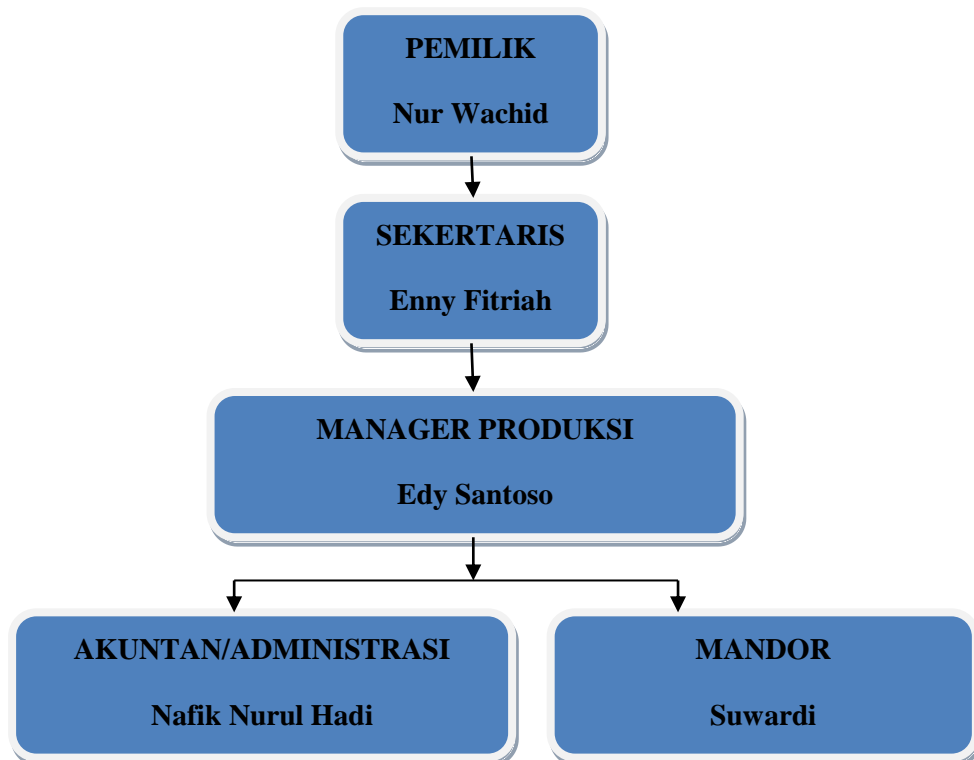 PEMILIK
Nur Wachid
SEKERTARIS
Enny Fitriah
MANAGER PRODUKSI
Edy Santoso
AKUNTAN/ADMINISTRASI
Nafik Nurul Hadi
MANDOR
Suwardi